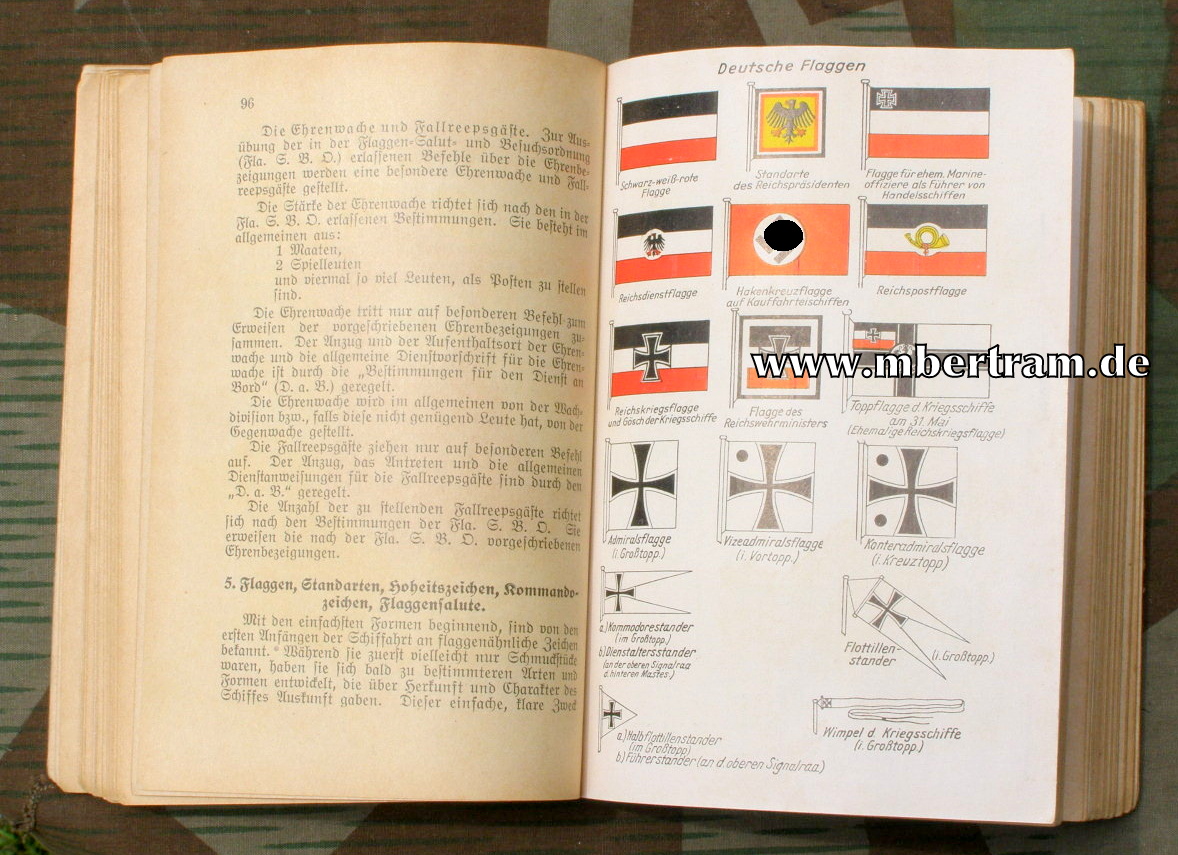 96
Die Ehrenwache und Fallreepsgäste. Zur Aus-
übung der in der Flaggen-Salut- und Besuchsordnung
(Fla. S. B. O.) erlassenen Befehle über die Ehrenbe-
zeigungen werden eine besondere Ehrenwache und Fall-
reepsgäste gestellt.
Die Stärke der Ehrenwache richtet sich nach den in der
Fla. S. B. O. erlassenen Bestimmungen. Sie besteht im
allgemeinen aus:
1 Maaten,
2 Spielleuten
und viermal so viel Leuten, als Posten zu stellen
sind.
Die Ehrenwache tritt nur auf besonderen Befehl zum
Erweisen der vorgeschriebenen Ehrenbezeigungen zu-
sammen. Der Anzug und der Aufenthaltsort der Ehren-
wache und die allgemeine Dienstvorschrift für die Ehren-
wache ist durch die „Bestimmungen für den Dienst an
Bord“ (D. a. B.) geregelt.
Die Ehrenwache wird im allgemeinen von der Wach-
division bzw., falls diese nicht genügend Leute hat, von der
Gegenwache gestellt.
Die Fallreepsgäste ziehen nur auf besonderen Befehl
auf. Der Anzug, das Antreten und die allgemeinen
Dienstanweisungen für die Fallreepsgäste sind durch den
„D. a. B.“ geregelt.
Die Anzahl der zu stellenden Fallreepsgäste richtet
sich nach den Bestimmungen der Fla. S. B. O. Sie
erweisen die nach der Fla. S. B. O. vorgeschriebenen
Ehrenbezeigungen.
5. Flaggen, Standarten, Hoheitszeichen, Kommando-
zeichen, Flaggensalute.
Mit den einfachsten Formen beginnend, sind von den
ersten Anfängen der Schiffahrt an flaggenähnliche Zeichen
bekannt. Während sie zuerst vielleicht nur Schmuckstücke
waren, haben sie sich bald zu bestimmteren Arten und
Formen entwickelt, die über Herkunft und Charakter des
Schiffes Auskunft gaben. Dieser einfache, klare Zweck
Deutsche Flaggen
Schwarz-weiß-rote
Flagge
Standarte
des Reichspräsidenten
Flagge für ehem. Marine-
offiziere als Führer von
Handelsschiffen
Reichsdienstflagge
Hakenkreuzflagge
auf Kauffahrteischiffen
Reichspostflagge
www.mbertram.de
Reichskriegsflagge
und Gösch der Kriegsschiffe
Flagge des
Reichswehrministers
Toppflagge d. Kriegsschiffe
am 31. Mai
(Ehemalige Reichskriegsflagge)
Admiralsflagge
(i. Großtopp.)
Vizeadmiralsflagge
(i. Vortopp.)
Konteradmiralsflagge
(i. Kreuztopp)
a.) Kommodorestander
(im Großtopp.)
b) Dienstaltersstander
(an der oberen Signalraa
d. hinteren Mastes.)
Flottillen-
stander
(i. Großtopp.)
a.) Halbflottillenstander
(im Großtopp)
b) Führerstander (an d. oberen Signalraa.)
Wimpel d. Kriegsschiffe
(i. Großtopp.)